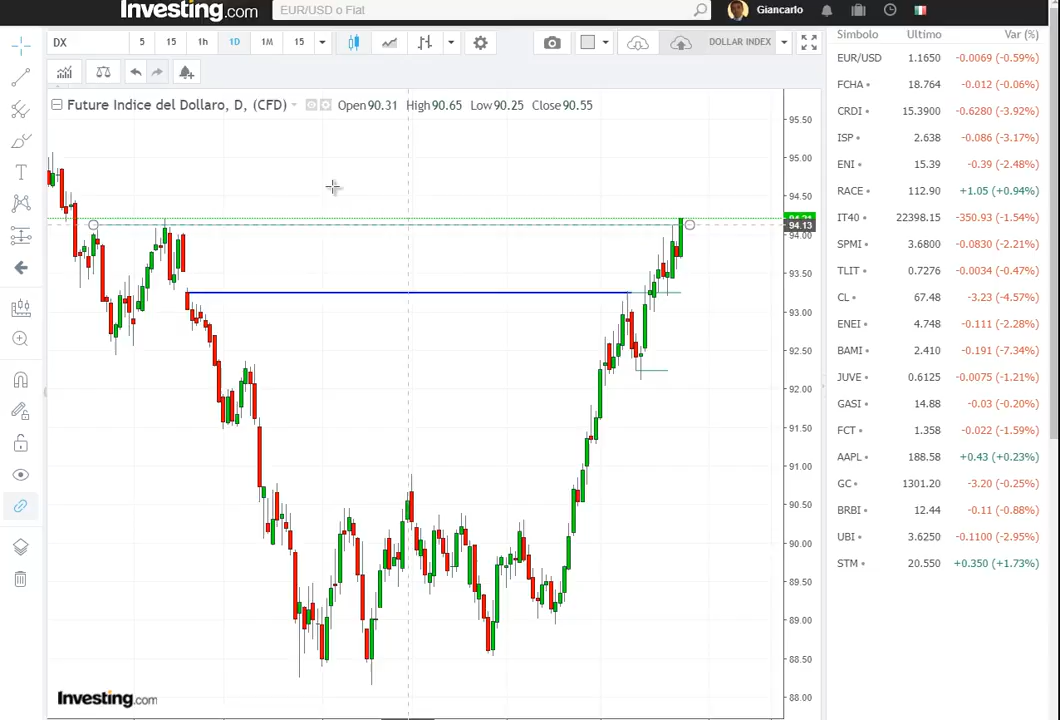 Investing.com
EUR/USD o Fiat
Giancarlo
DX 5 15 1h 1D 1M 15 DOLLAR INDEX
Future Indice del Dollaro, D, (CFD) Open 90.31 High 90.65 Low 90.25 Close 90.55
95.50
95.00
94.50
94.21
94.13
94.00
93.50
93.00
92.50
92.00
91.50
91.00
90.50
90.00
89.50
89.00
88.50
88.00
Investing.com
Simbolo Ultimo Var (%)
EUR/USD 1.1650 -0.0069 (-0.59%)
FCHA 18.764 -0.012 (-0.06%)
CRDI 15.3900 -0.6280 (-3.92%)
ISP 2.638 -0.086 (-3.17%)
ENI 15.39 -0.39 (-2.48%)
RACE 112.90 +1.05 (+0.94%)
IT40 22398.15 -350.93 (-1.54%)
SPMI 3.6800 -0.0830 (-2.21%)
TLIT 0.7276 -0.0034 (-0.47%)
CL 67.48 -3.23 (-4.57%)
ENEI 4.748 -0.111 (-2.28%)
BAMI 2.410 -0.191 (-7.34%)
JUVE 0.6125 -0.0075 (-1.21%)
GASI 14.88 -0.03 (-0.20%)
FCT 1.358 -0.022 (-1.59%)
AAPL 188.58 +0.43 (+0.23%)
GC 1301.20 -3.20 (-0.25%)
BRBI 12.44 -0.11 (-0.88%)
UBI 3.6250 -0.1100 (-2.95%)
STM 20.550 +0.350 (+1.73%)